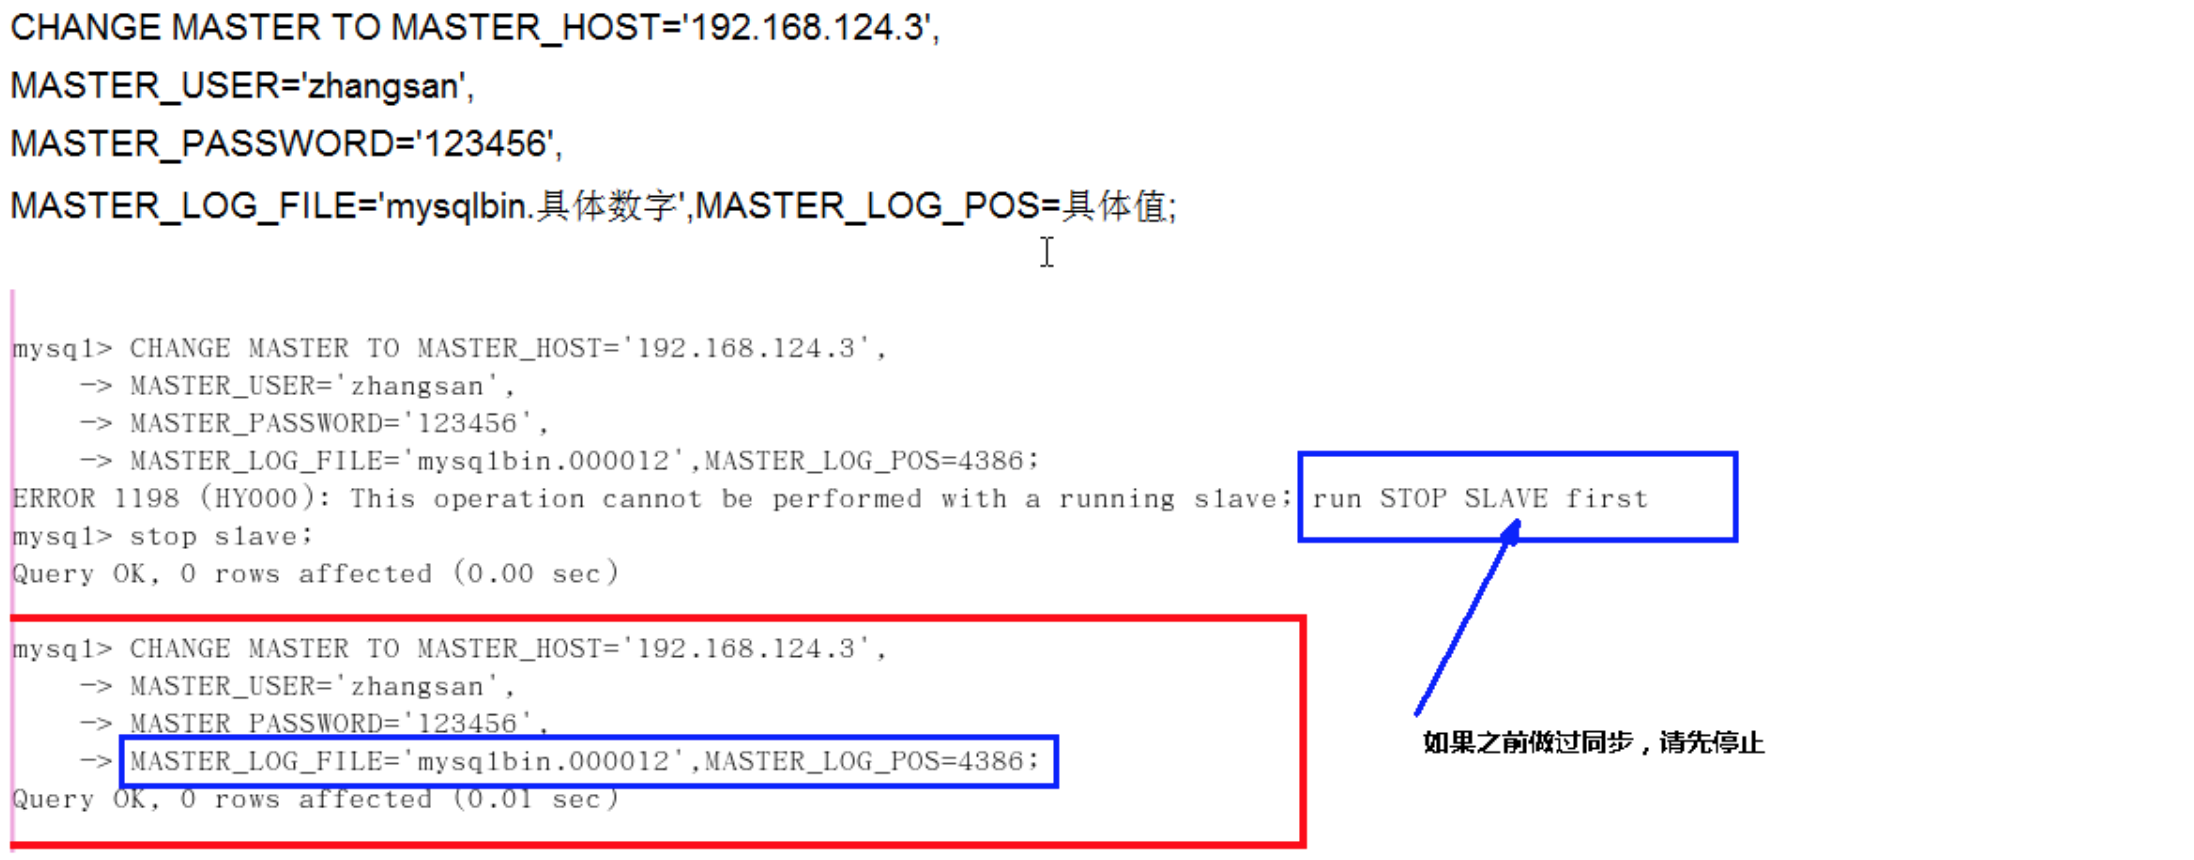 CHANGE MASTER TO MASTER_HOST='192.168.124.3',
MASTER_USER='zhangsan',
MASTER_PASSWORD='123456',
MASTER_LOG_FILE='mysqlbin.具体数字',MASTER_LOG_POS=具体值;
mysql> CHANGE MASTER TO MASTER_HOST='192.168.124.3',
-> MASTER_USER='zhangsan',
-> MASTER_PASSWORD='123456',
-> MASTER_LOG_FILE='mysqlbin.000012',MASTER_LOG_POS=4386;
ERROR 1198 (HY000): This operation cannot be performed with a running slave; run STOP SLAVE first
mysql> stop slave;
Query OK, 0 rows affected (0.00 sec)
mysql> CHANGE MASTER TO MASTER_HOST='192.168.124.3',
-> MASTER_USER='zhangsan',
-> MASTER_PASSWORD='123456',
如果之前做过同步，请先停止
-> MASTER_LOG_FILE='mysqlbin.000012',MASTER_LOG_POS=4386;
Query OK, 0 rows affected (0.01 sec)